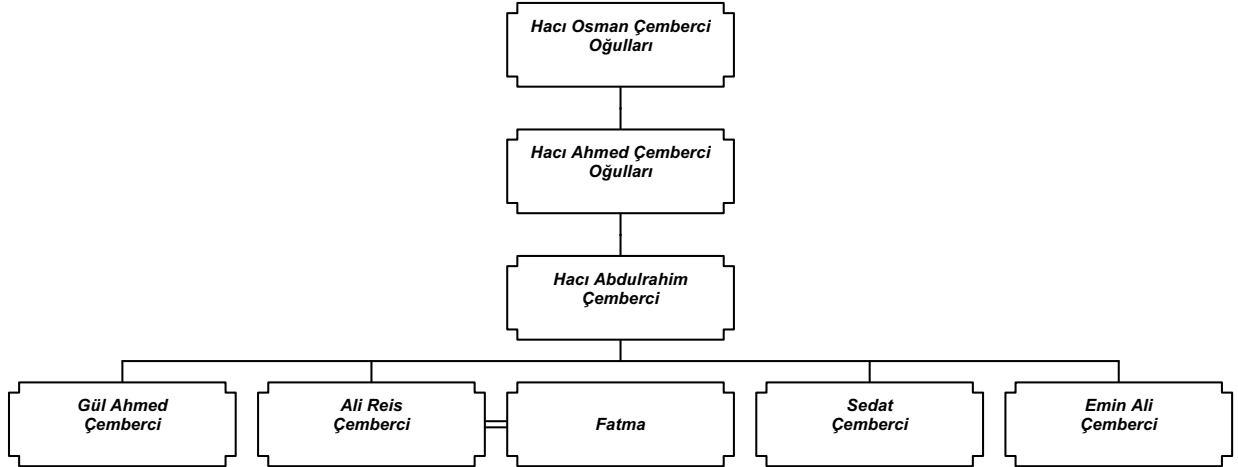 Hacı Osman Çemberci
Oğulları
Hacı Ahmed Çemberci
Oğulları
Hacı Abdulrahim
Çemberci
Gül Ahmed
Çemberci
Ali Reis
Çemberci
Fatma
Sedat
Çemberci
Emin Ali
Çemberci